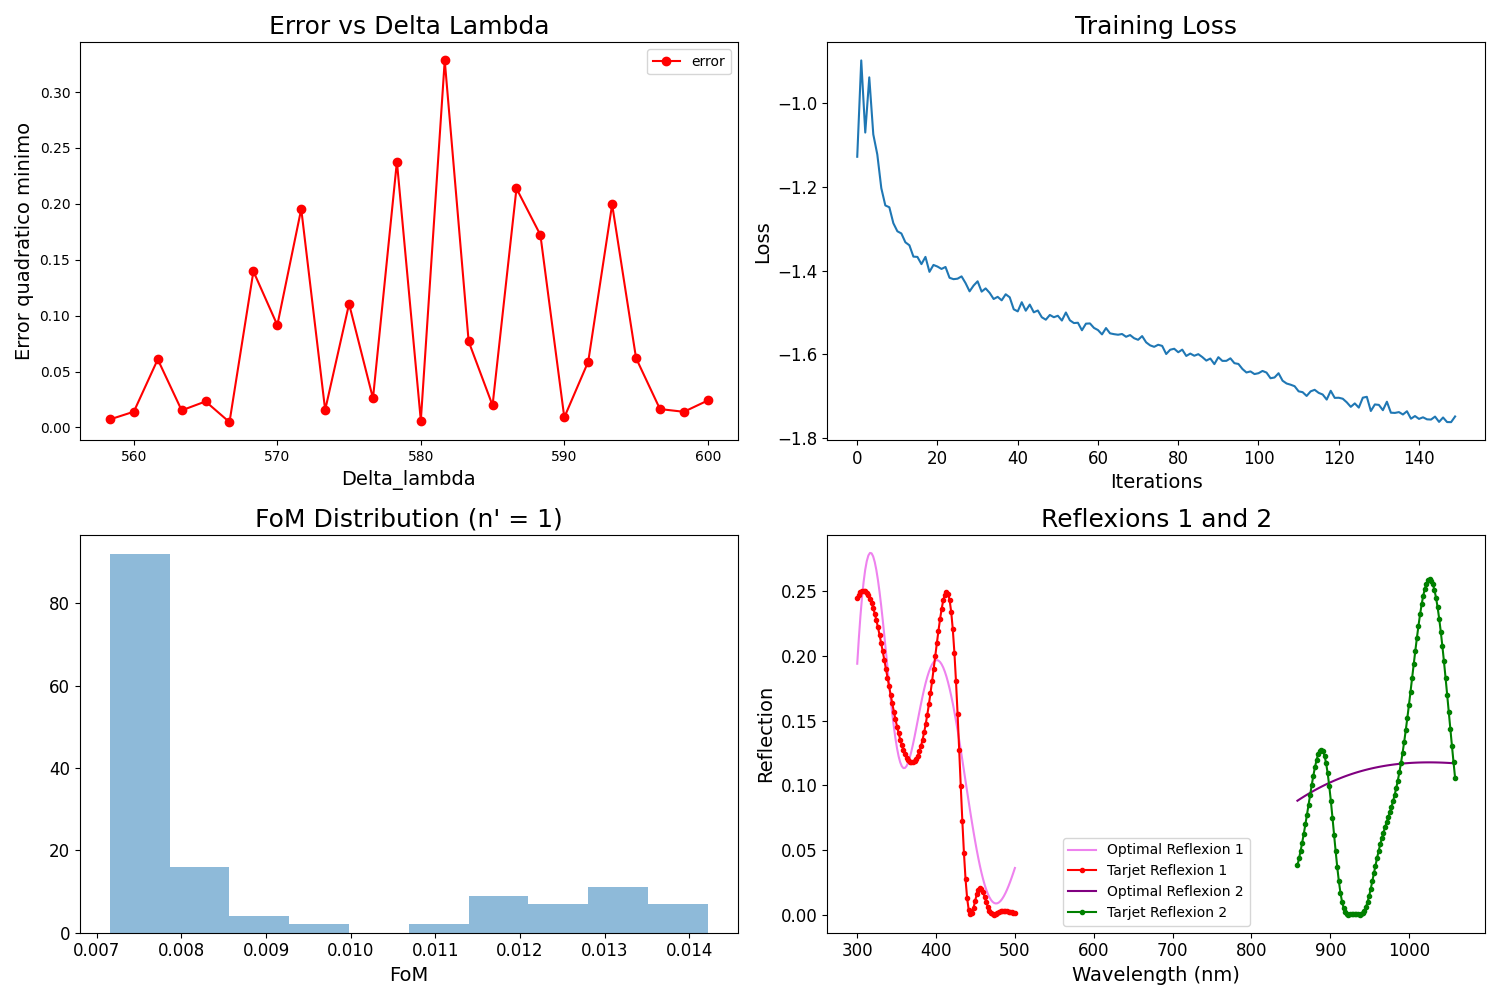 Error vs Delta Lambda
error
Error quadratico minimo
0.30
0.25
0.20
0.15
0.10
0.05
0.00
560 570 580 590 600
Delta_lambda
Training Loss
Loss
−1.0
−1.2
−1.4
−1.6
−1.8
0 20 40 60 80 100 120 140
Iterations
FoM Distribution (n' = 1)
80
60
40
20
0
0.007 0.008 0.009 0.010 0.011 0.012 0.013 0.014
FoM
Reflexions 1 and 2
Reflection
0.25
0.20
0.15
0.10
0.05
0.00
Optimal Reflexion 1
Tarjet Reflexion 1
Optimal Reflexion 2
Tarjet Reflexion 2
300 400 500 600 700 800 900 1000
Wavelength (nm)